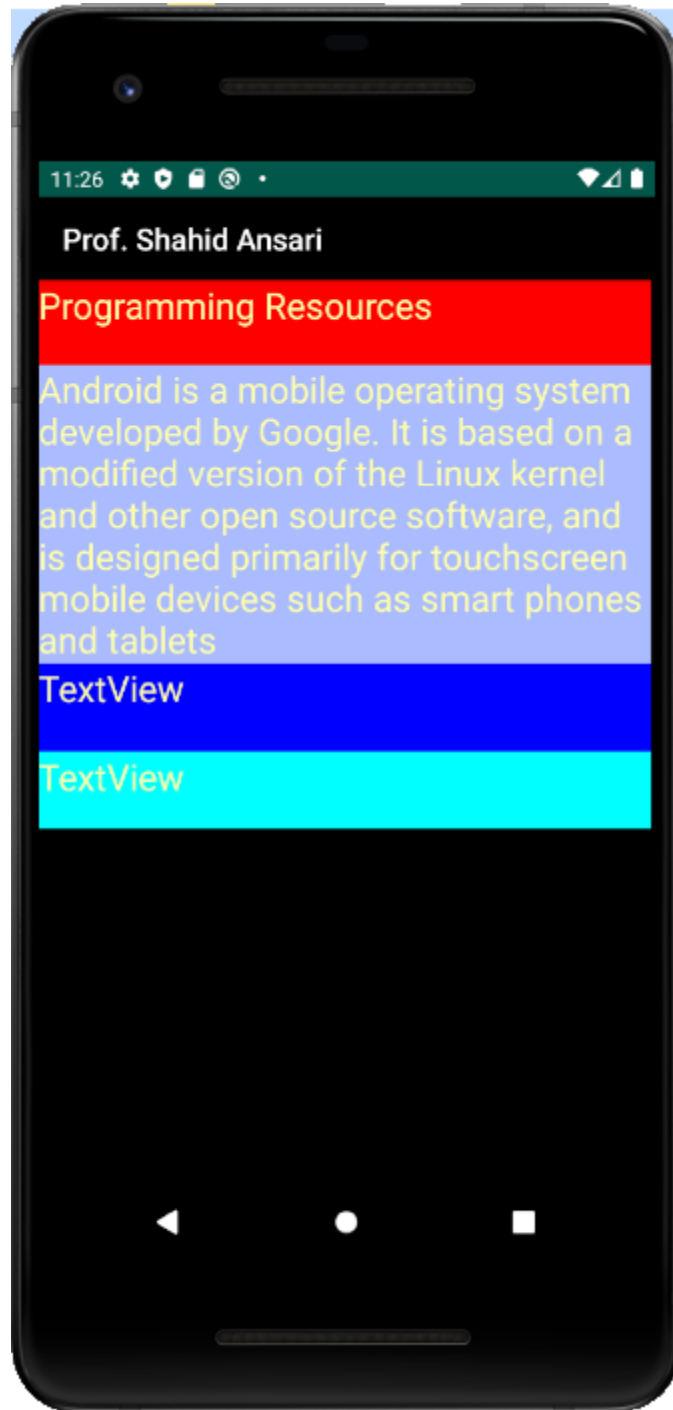 11:26
Prof. Shahid Ansari
Programming Resources
Android is a mobile operating system
developed by Google. It is based on a
modified version of the Linux kernel
and other open source software, and
is designed primarily for touchscreen
mobile devices such as smart phones
and tablets
TextView
TextView